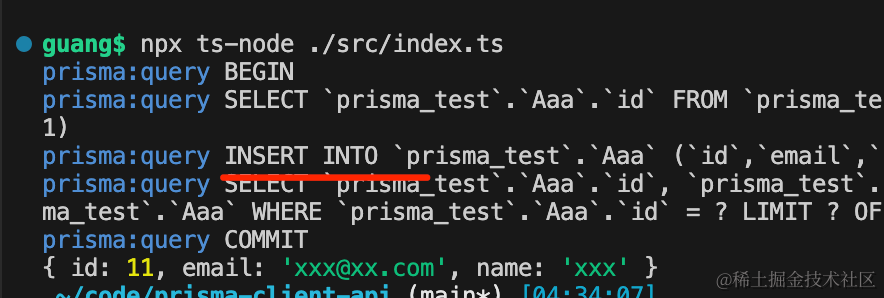 guang$ npx ts-node ./src/index.ts
prisma:query BEGIN
prisma:query SELECT `prisma_test`.`Aaa`.`id` FROM `prisma_te
1)
prisma:query INSERT INTO `prisma_test`.`Aaa` (`id`,`email`,`
prisma:query SELECT `prisma_test`.`Aaa`.`id`, `prisma_test`.
ma_test`.`Aaa` WHERE `prisma_test`.`Aaa`.`id` = ? LIMIT ? OF
prisma:query COMMIT
{ id: 11, email: 'xxx@xx.com', name: 'xxx' }
~/code/prisma-client-api (main*) [04:34:07]
@稀土掘金技术社区